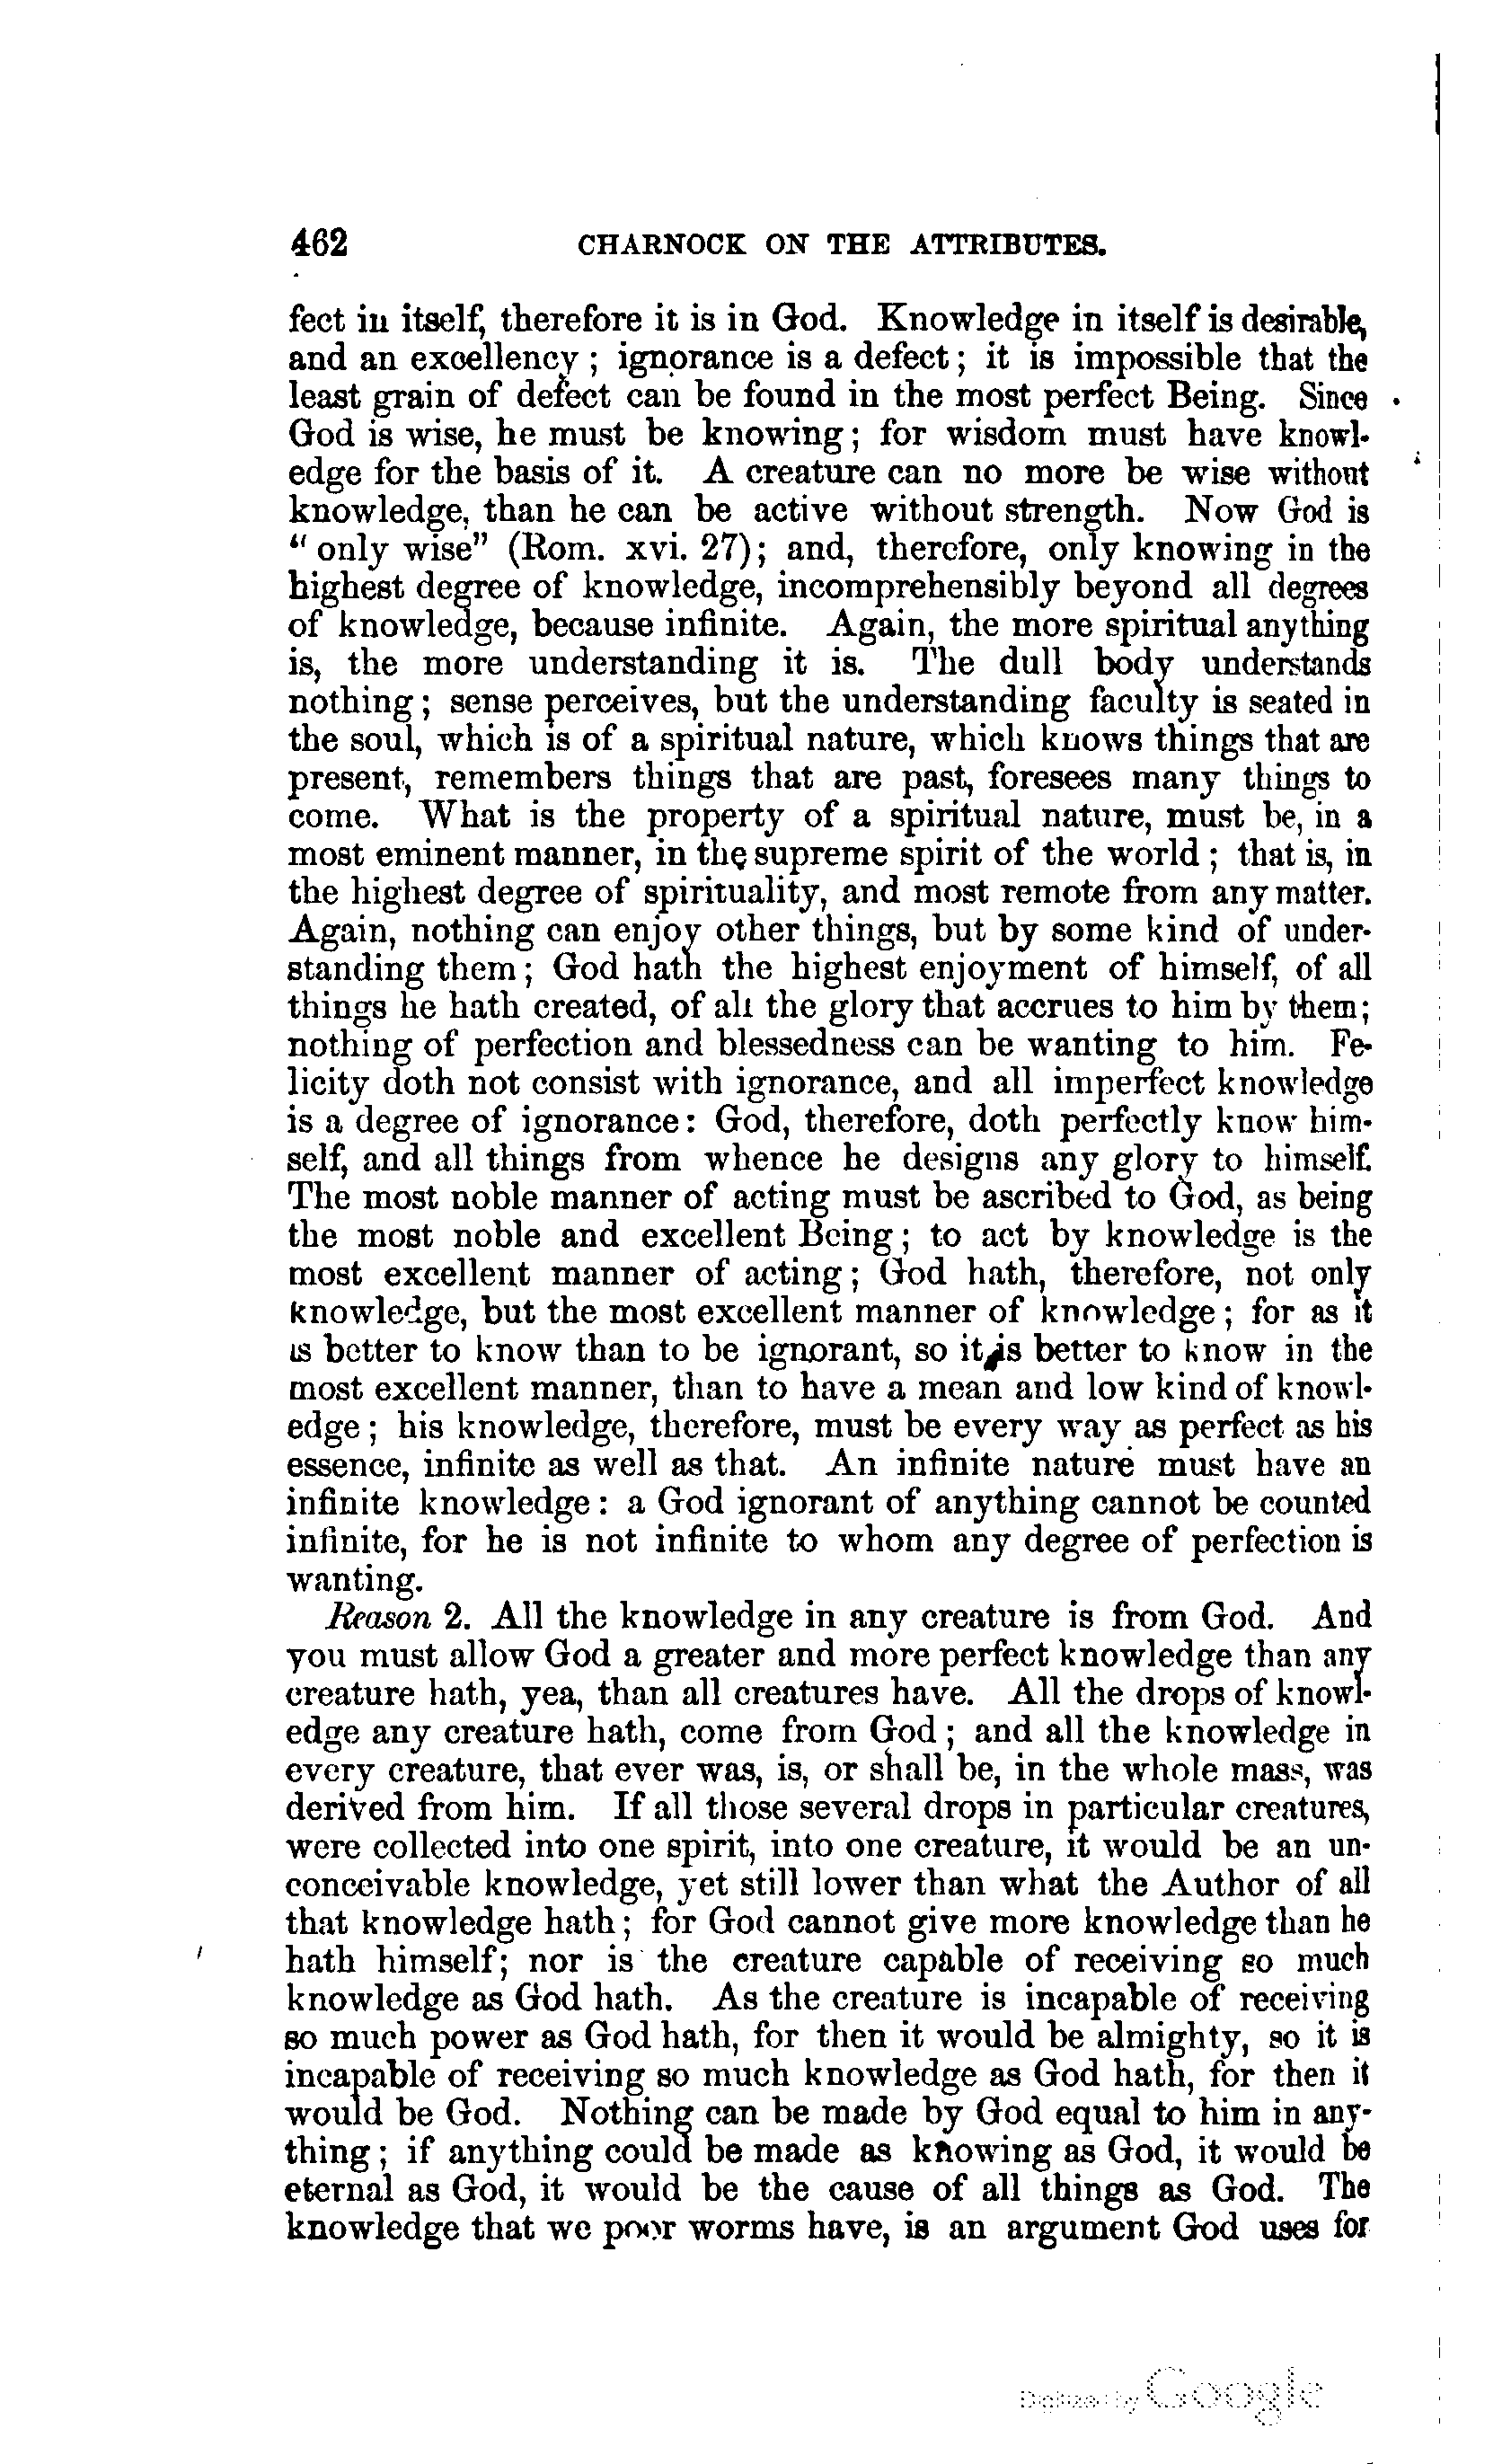 462 CHARNOCK ON THE ATTRIBUTES.
fect in itself, therefore it is in God. Knowledge in itself is desirable,
and an excellency ; ignorance is a defect ; it is impossible that the
least grain of defect can be found in the most perfect Being. Since
God is wise, he must be knowing ; for wisdom must have knowl-
edge for the basis of it. A creature can no more be wise without
knowledge, than he can be active without strength. Now God is
“ only wise” (Rom. xvi. 27); and, therefore, only knowing in the
highest degree of knowledge, incomprehensibly beyond all degrees
of knowledge, because infinite. Again, the more spiritual anything
is, the more understanding it is. The dull body understands
nothing ; sense perceives, but the understanding faculty is seated in
the soul, which is of a spiritual nature, which knows things that are
present, remembers things that are past, foresees many things to
come. What is the property of a spiritual nature, must be, in a
most eminent manner, in the supreme spirit of the world ; that is, in
the highest degree of spirituality, and most remote from any matter.
Again, nothing can enjoy other things, but by some kind of under-
standing them ; God hath the highest enjoyment of himself, of all
things he hath created, of all the glory that accrues to him by them ;
nothing of perfection and blessedness can be wanting to him. Fe-
licity doth not consist with ignorance, and all imperfect knowledge
is a degree of ignorance : God, therefore, doth perfectly know him-
self, and all things from whence he designs any glory to himself.
The most noble manner of acting must be ascribed to God, as being
the most noble and excellent Being ; to act by knowledge is the
most excellent manner of acting ; God hath, therefore, not only
knowledge, but the most excellent manner of knowledge ; for as it
is better to know than to be ignorant, so it is better to know in the
most excellent manner, than to have a mean and low kind of knowl-
edge ; his knowledge, therefore, must be every way as perfect as his
essence, infinite as well as that. An infinite nature must have an
infinite knowledge : a God ignorant of anything cannot be counted
infinite, for he is not infinite to whom any degree of perfection is
wanting.
Reason 2. All the knowledge in any creature is from God. And
you must allow God a greater and more perfect knowledge than any
creature hath, yea, than all creatures have. All the drops of knowl-
edge any creature hath, come from God ; and all the knowledge in
every creature, that ever was, is, or shall be, in the whole mass, was
derived from him. If all those several drops in particular creatures,
were collected into one spirit, into one creature, it would be an un-
conceivable knowledge, yet still lower than what the Author of all
that knowledge hath ; for God cannot give more knowledge than he
hath himself; nor is the creature capable of receiving so much
knowledge as God hath. As the creature is incapable of receiving
so much power as God hath, for then it would be almighty, so it is
incapable of receiving so much knowledge as God hath, for then it
would be God. Nothing can be made by God equal to him in any-
thing ; if anything could be made as knowing as God, it would be
eternal as God, it would be the cause of all things as God. The
knowledge that we poor worms have, is an argument God uses for
Digitized by Google